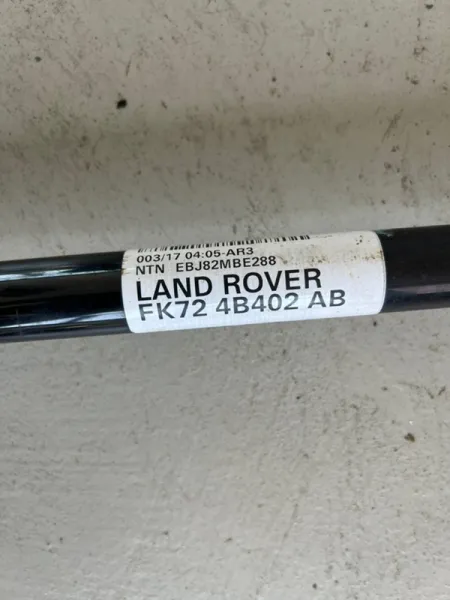 003/17 04:05-AR3
NTN EBJ82MBE288
LAND ROVER
FK72 4B402 AB